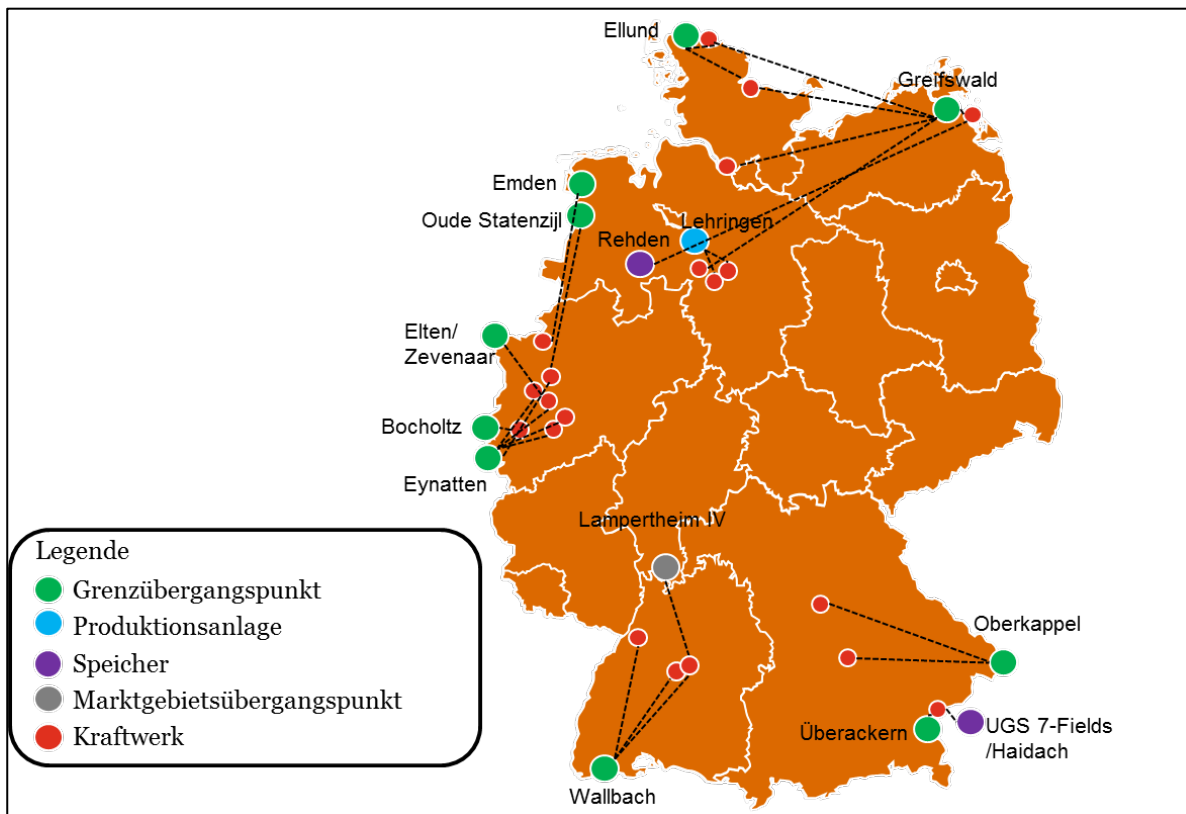 Ellund
Greifswald
Emden
Oude Statenzijl
Lehringen
Rehden
Elten/
Zevenaar
Bocholtz
Eynatten
Lampertheim IV
Legende
Grenzübergangspunkt
Produktionsanlage
Speicher
Marktgebietsübergangspunkt
Kraftwerk
Oberkappel
Überackern
UGS 7-Fields
/Haidach
Wallbach